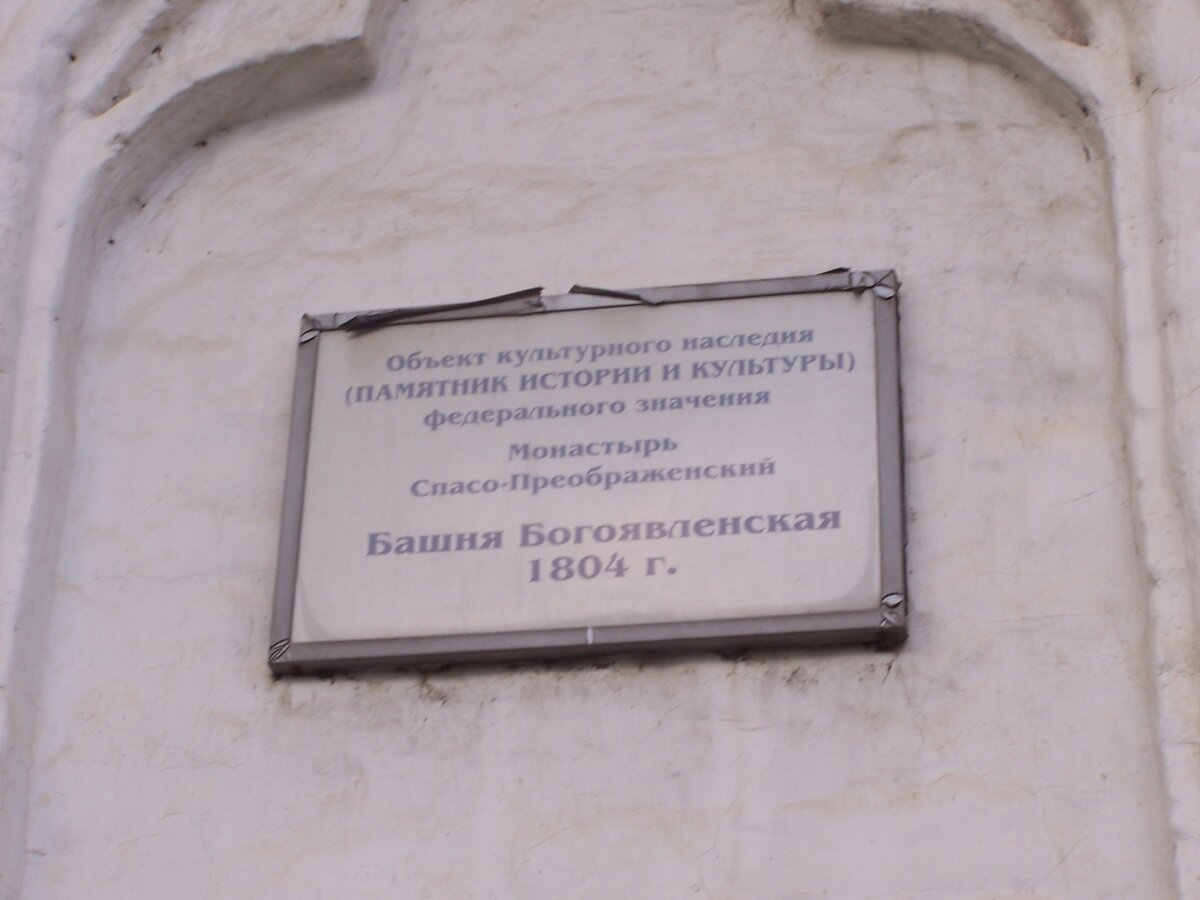 Объект культурного наследия
(ПАМЯТНИК ИСТОРИИ И КУЛЬТУРЫ)
федерального значения
Монастырь
Спасо-Преображенский
Башня Богоявленская
1804 г.